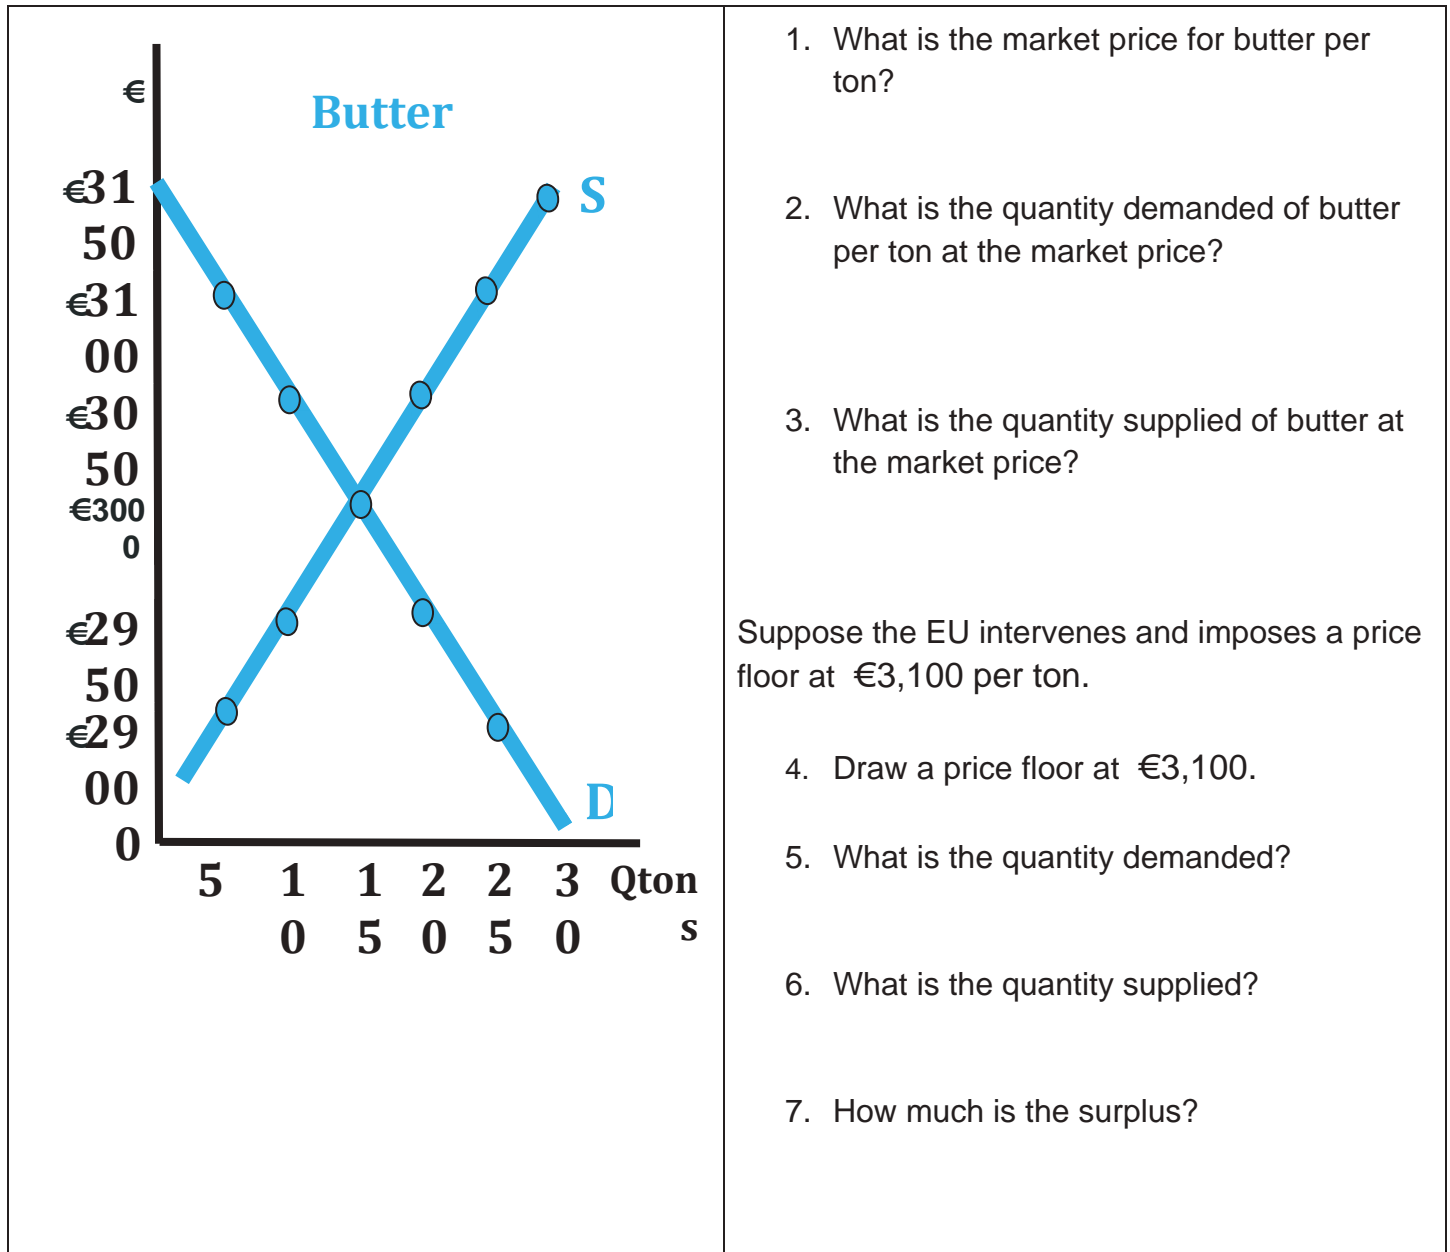 €
Butter
€31
50
€31
00
€30
50
€300
0
€29
50
€29
00
0
S
D
5 1 1 2 2 3 Qton
0 5 0 5 0 s
1. What is the market price for butter per
ton?
2. What is the quantity demanded of butter
per ton at the market price?
3. What is the quantity supplied of butter at
the market price?
Suppose the EU intervenes and imposes a price
floor at €3,100 per ton.
4. Draw a price floor at €3,100.
5. What is the quantity demanded?
6. What is the quantity supplied?
7. How much is the surplus?